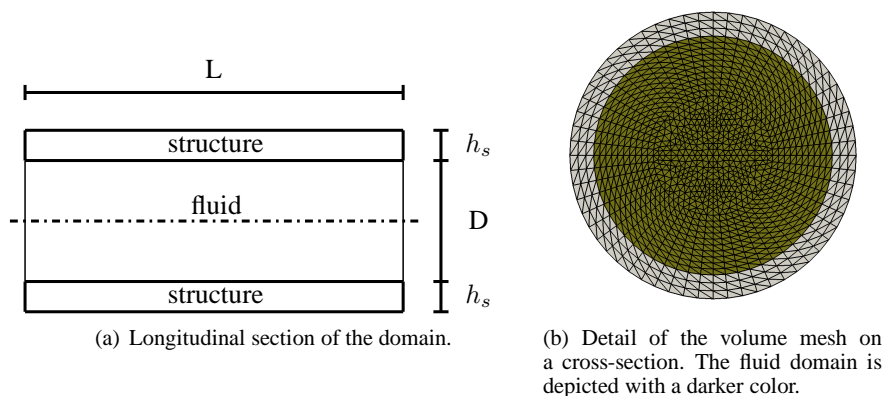 L
structure
h_s
fluid
D
structure
h_s
(a) Longitudinal section of the domain.
(b) Detail of the volume mesh on
a cross-section. The fluid domain is
depicted with a darker color.